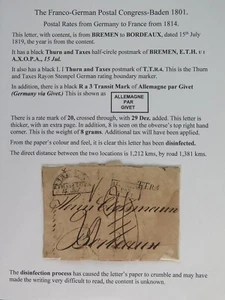 The Franco-German Postal Congress-Baden 1801.
Postal Rates from Germany to France from 1814.
This letter, with content, is from BREMEN to BORDEAUX, dated 15th
July 1819, the year is from the content.
It has a black Thurn and Taxes half-circle postmark of BREMEN, E.T.H. s
A.X.O.P.A., 15 Jul.
It also has a black l. l Thurn and Taxes postmark of T.T.R.4. This is the Thurn
and Taxes Rayon Stempel German rating boundary marker.
In addition, there is a black R a 3 Transit Mark of Allemagne par Givet
(Germany via Givet.) This is shown as
ALLEMAGNE
PAR
GIVET
There is a rate mark of 28, crossed through, with 29 Dez. added. This letter is
thicker, with an extra page. In addition, 8 is seen on the obverse's top right hand
corner. This is the weight of 8 grams. Additional tax will have been applied.
From the paper's colour and feel, it is clear this letter has been disinfected.
The direct distance between the two locations is 1,212 kms, by road 1,381 kms.
T.T.R.4
Bordeaux
The disinfection process has caused the letter's paper to crumble and may have
made the writing very difficult to read, the content is unknown.